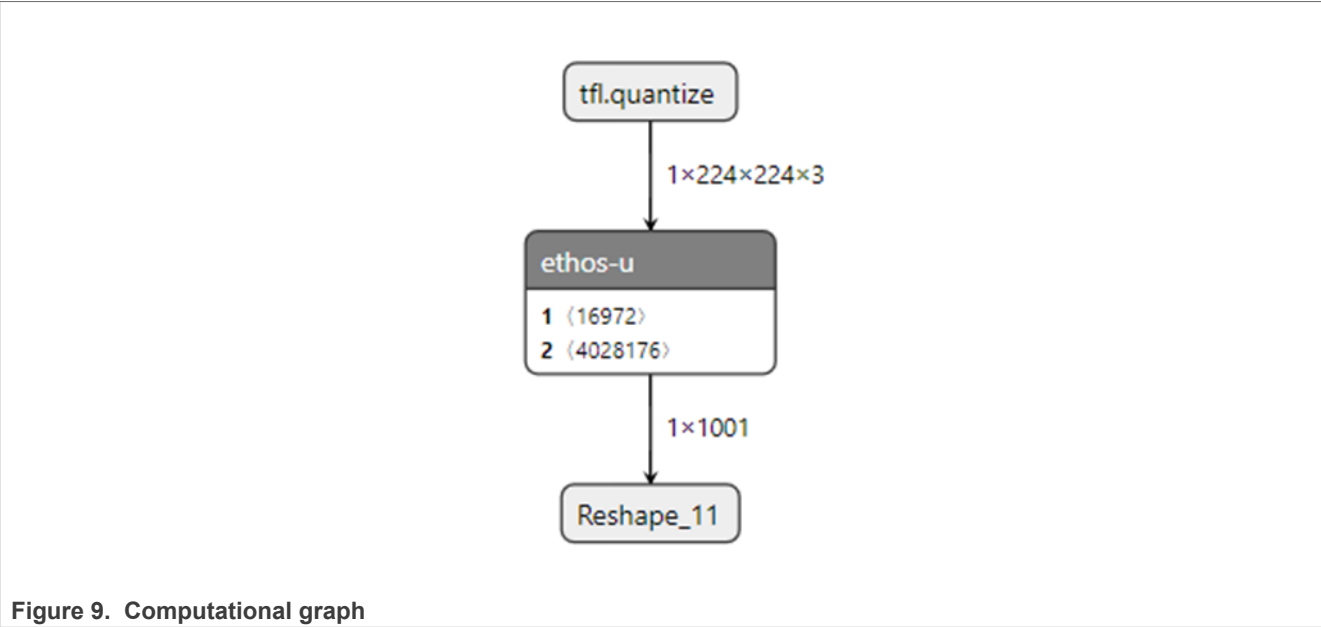 tfl.quantize
1×224×224×3
ethos-u
1 〈16972〉
2 〈4028176〉
1×1001
Reshape_11
Figure 9. Computational graph